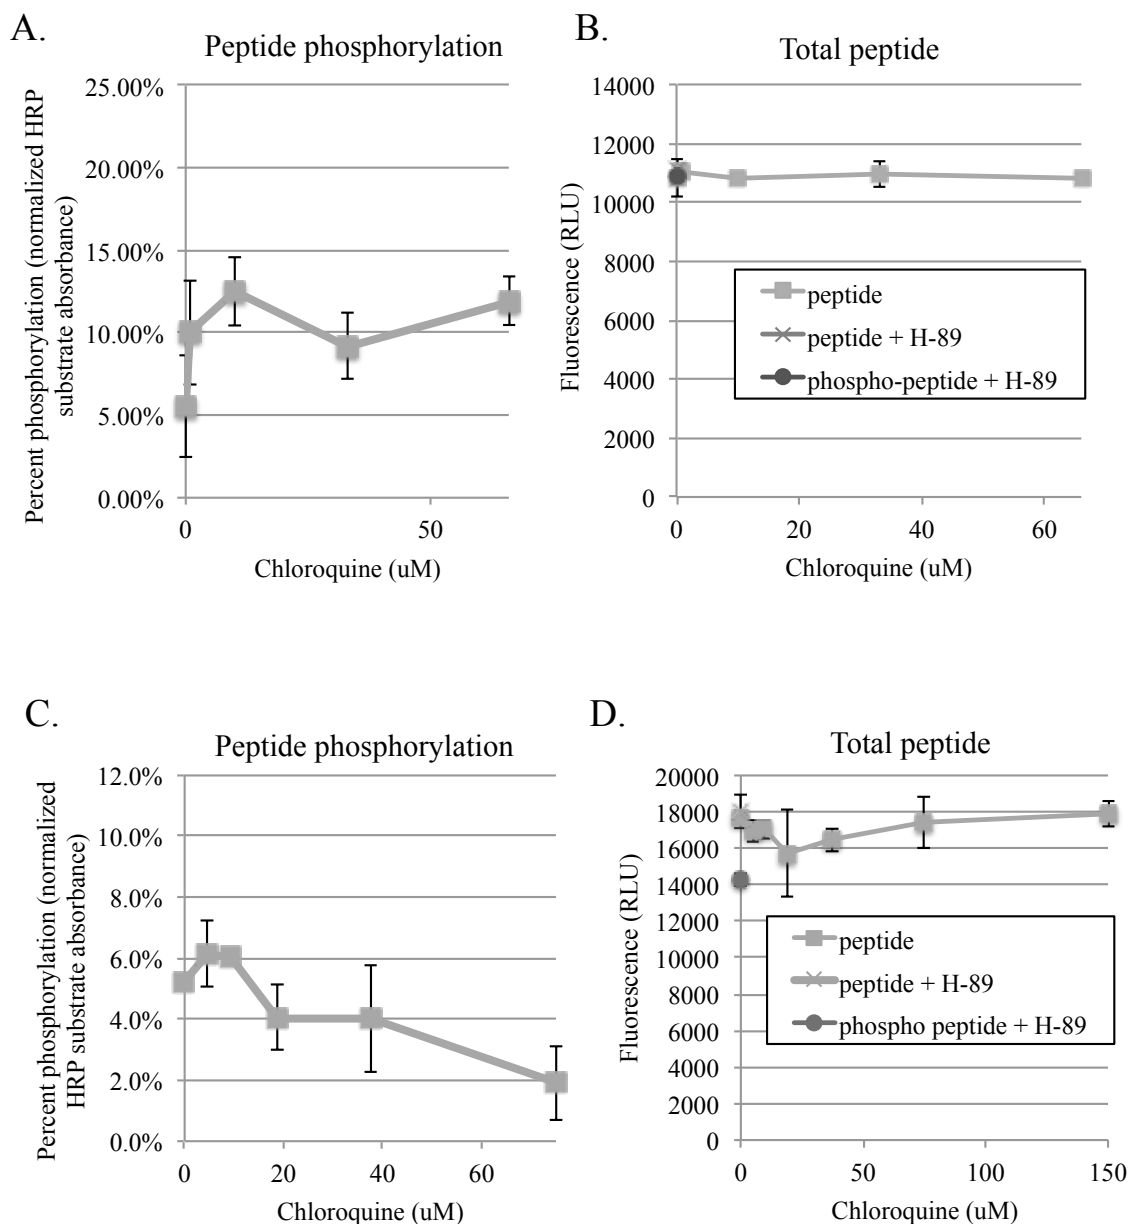 A.
Peptide phosphorylation
Percent phosphorylation (normalized HRP
substrate absorbance)
25.00%
20.00%
15.00%
10.00%
5.00%
0.00%
0
50
Chloroquine (uM)
B.
Total peptide
Fluorescence (RLU)
14000
12000
10000
8000
6000
4000
2000
0
peptide
peptide + H-89
phospho-peptide + H-89
0
20
40
60
Chloroquine (uM)
C.
Peptide phosphorylation
Percent phosphorylation (normalized
HRP substrate absorbance)
12.0%
10.0%
8.0%
6.0%
4.0%
2.0%
0.0%
0
20
40
60
Chloroquine (uM)
D.
Total peptide
Fluorescence (RLU)
20000
18000
16000
14000
12000
10000
8000
6000
4000
2000
0
peptide
peptide + H-89
phospho peptide + H-89
0
50
100
150
Chloroquine (uM)